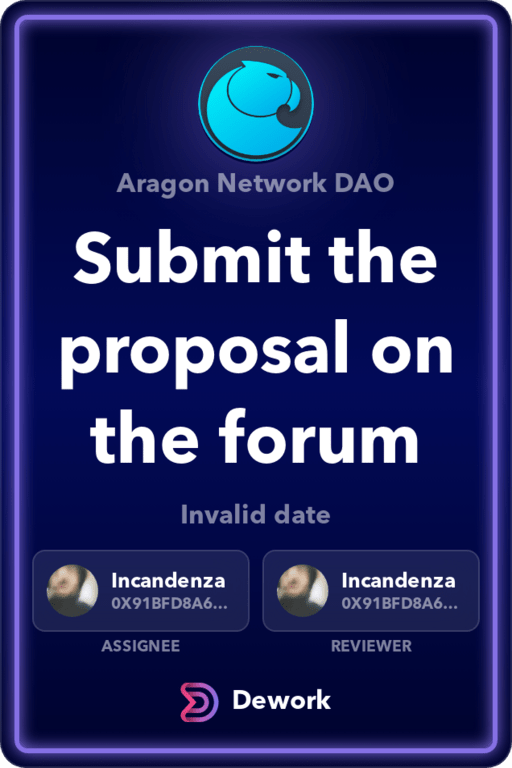 Aragon Network DAO
Submit the
proposal on
the forum
Invalid date
Incandenza
0X91BFD8A6...
ASSIGNEE
Incandenza
0X91BFD8A6...
REVIEWER
Dework